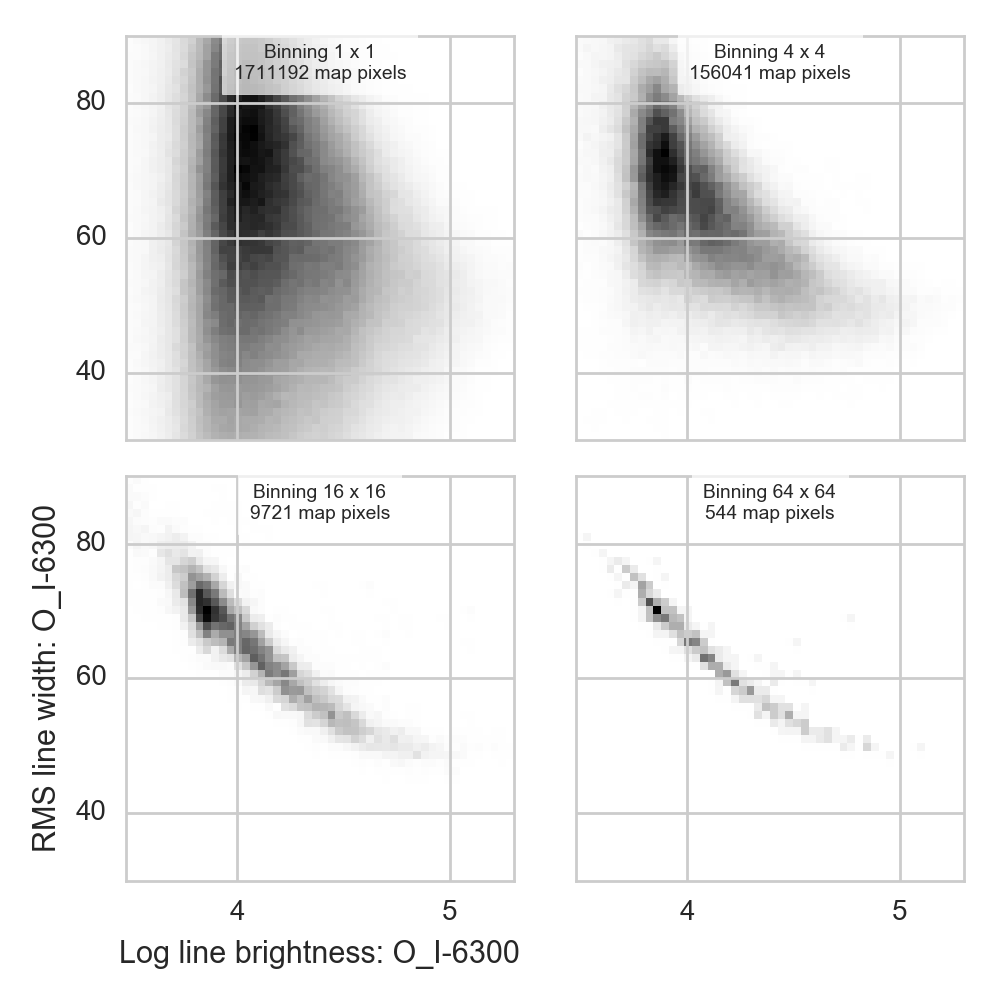 Binning 1 x 1
1711192 map pixels
Binning 4 x 4
156041 map pixels
80
60
40
Binning 16 x 16
9721 map pixels
Binning 64 x 64
544 map pixels
80
60
40
RMS line width: O_I-6300
4
5
4
5
Log line brightness: O_I-6300